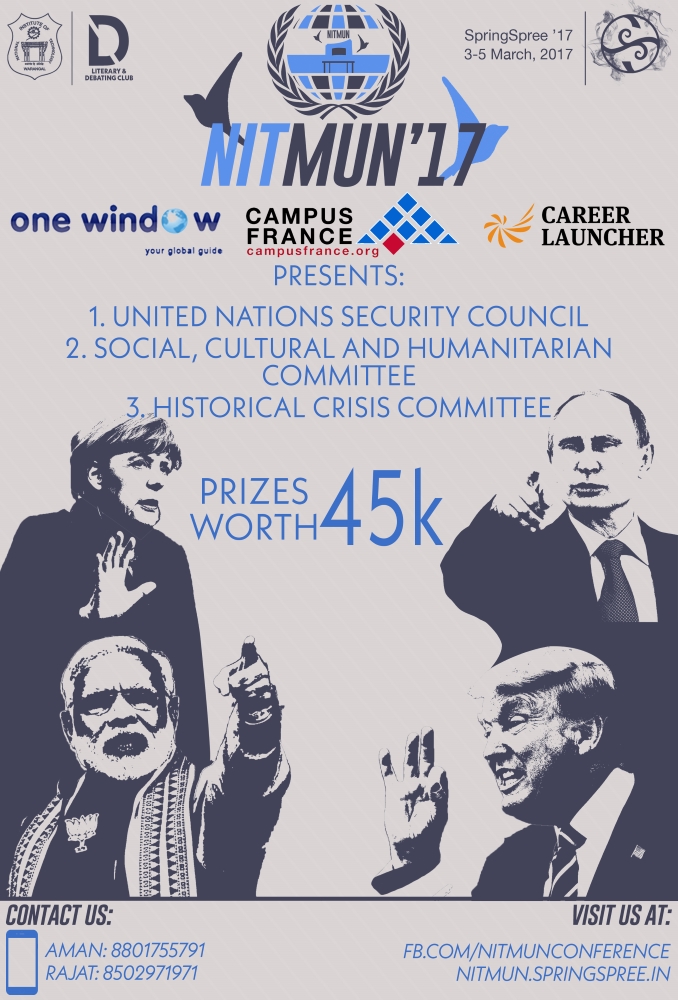 INSTITUTE OF
WARANGAL
LITERARY &
DEBATING CLUB
NITMUN
SpringSpree '17
3-5 March, 2017
NITMUN'17
one window
your global guide
CAMPUS
FRANCE
campusfrance.org
CAREER
LAUNCHER
PRESENTS:
1. UNITED NATIONS SECURITY COUNCIL
2. SOCIAL, CULTURAL AND HUMANITARIAN
COMMITTEE
3. HISTORICAL CRISIS COMMITTEE
PRIZES
WORTH 45k
CONTACT US:
AMAN: 8801755791
RAJAT: 8502971971
VISIT US AT:
FB.COM/NITMUNCONFERENCE
NITMUN.SPRINGSPREE.IN